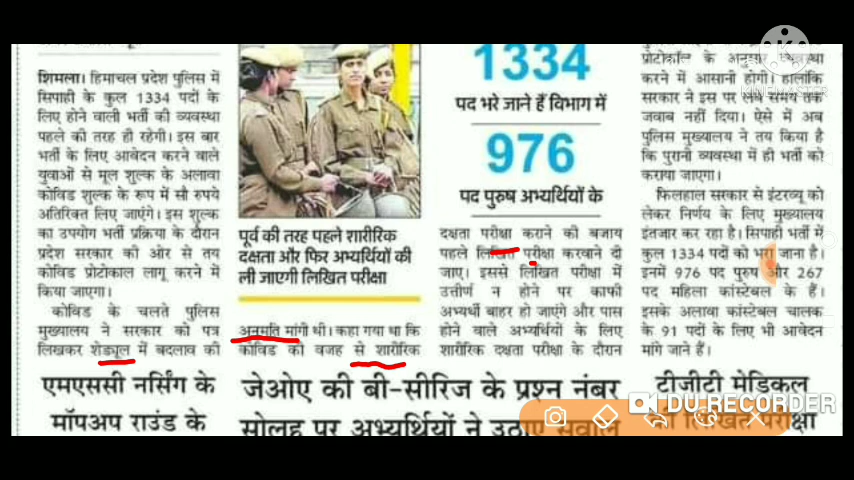 शिमला। हिमाचल प्रदेश पुलिस में
सिपाही के कुल 1334 पदों के
लिए होने वाली भर्ती की व्यवस्था
पहले की तरह ही रहेगी। इस बार
भर्ती के लिए आवेदन करने वाले
युवाओं से मूल शुल्क के अलावा
कोविड शुल्क के रूप में सौ रुपये
अतिरिक्त लिए जाएंगे। इस शुल्क
का उपयोग भर्ती प्रक्रिया के दौरान
प्रदेश सरकार की ओर से तय
कोविड प्रोटोकाल लागू करने में
किया जाएगा।
कोविड के चलते पुलिस
मुख्यालय ने सरकार को पत्र
लिखकर शेड्यूल में बदलाव की
पूर्व की तरह पहले शारीरिक
दक्षता और फिर अभ्यर्थियों की
ली जाएगी लिखित परीक्षा
अनुमति मांगी थी। कहा गया था कि
कोविड की वजह से शारीरिक
1334
पद भरे जाने हैं विभाग में
976
पद पुरुष अभ्यर्थियों के
दक्षता परीक्षा कराने की बजाय
पहले लिखित परीक्षा करवाने दी
जाए। इससे लिखित परीक्षा में
उत्तीर्ण न होने पर काफी
अभ्यर्थी बाहर हो जाएंगे और पास
होने वाले अभ्यर्थियों के लिए
शारीरिक दक्षता परीक्षा के दौरान
प्रोटोकॉल के अनुसार व्यवस्था
करने में आसानी होगी। हालांकि
सरकार ने इस पर लंबे समय तक
जवाब नहीं दिया। ऐसे में अब
पुलिस मुख्यालय ने तय किया है
कि पुरानी व्यवस्था में ही भर्ती को
कराया जाएगा।
फिलहाल सरकार से इंटरव्यू को
लेकर निर्णय के लिए मुख्यालय
इंतजार कर रहा है। सिपाही भर्ती में
कुल 1334 पदों को भरा जाना है।
इनमें 976 पद पुरुष और 267
पद महिला कांस्टेबल के हैं।
इसके अलावा कांस्टेबल चालक
के 91 पदों के लिए भी आवेदन
मांगे जाने हैं।
एमएससी नर्सिंग के
मॉपअप राउंड के
जेओए की बी-सीरिज के प्रश्न नंबर
सोलह पर अभ्यर्थियों ने उठाए सवाल
टीजीटी मेडिकल
की लिखित परीक्षा
KINEMASTER
DU RECORDER